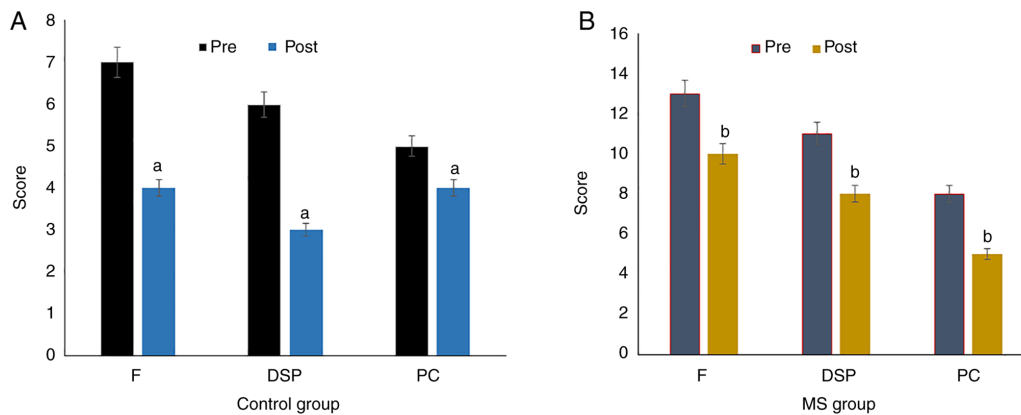 A
8
7
6
5
4
3
2
1
0
Score
Pre Post
a
a
a
F DSP PC
Control group
B
16
14
12
10
8
6
4
2
0
Score
Pre Post
b
b
b
F DSP PC
MS group